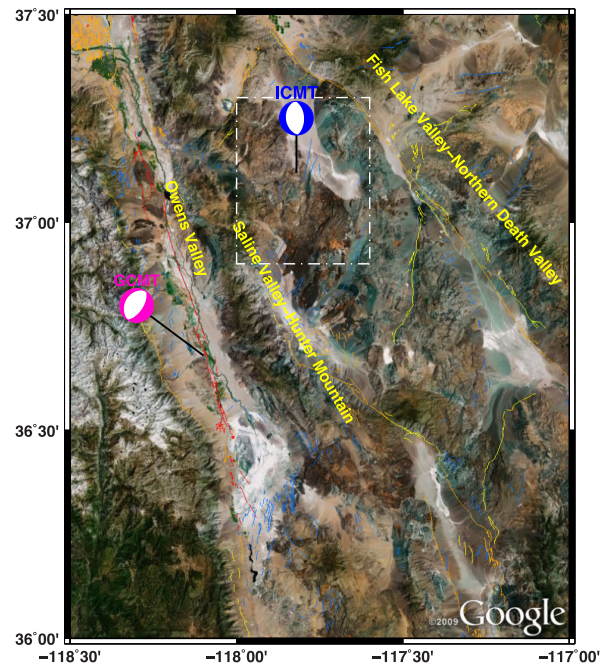 37˚30'
ICMT
Fish Lake Valley–Northern Death Valley
37˚00'
Owens Valley
Saline Valley–Hunter Mountain
GCMT
36˚30'
©2009 Google
36˚00'
−118˚30'
−118˚00'
−117˚30'
−117˚00'